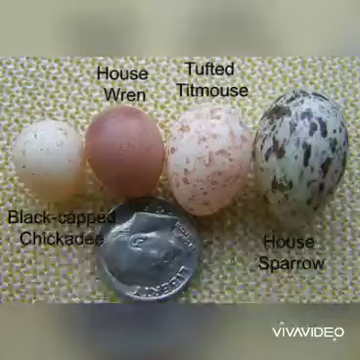 House
Wren
Tufted
Titmouse
Black-capped
Chickadee
LIBERTY
House
Sparrow
VIVAVIDEO